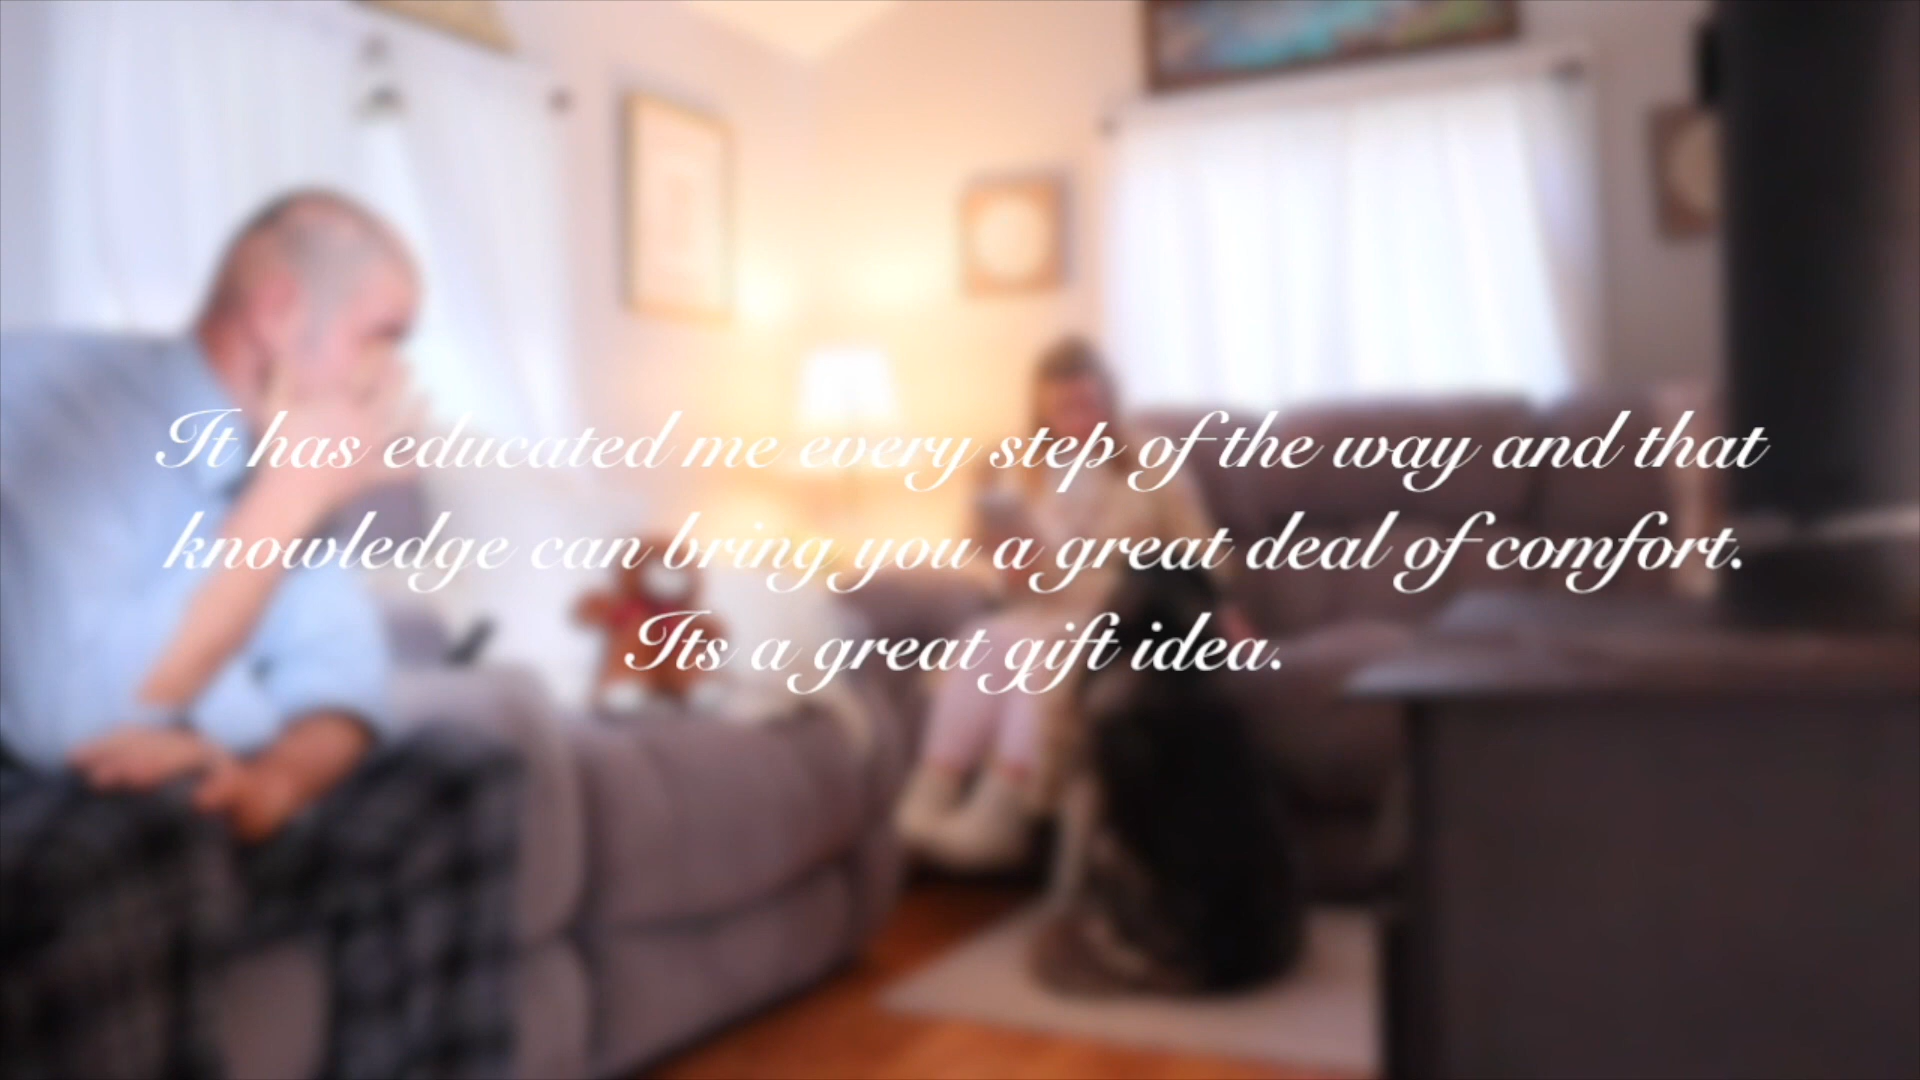 It has educated me every step of the way and that
knowledge can bring you a great deal of comfort.
Its a great gift idea.